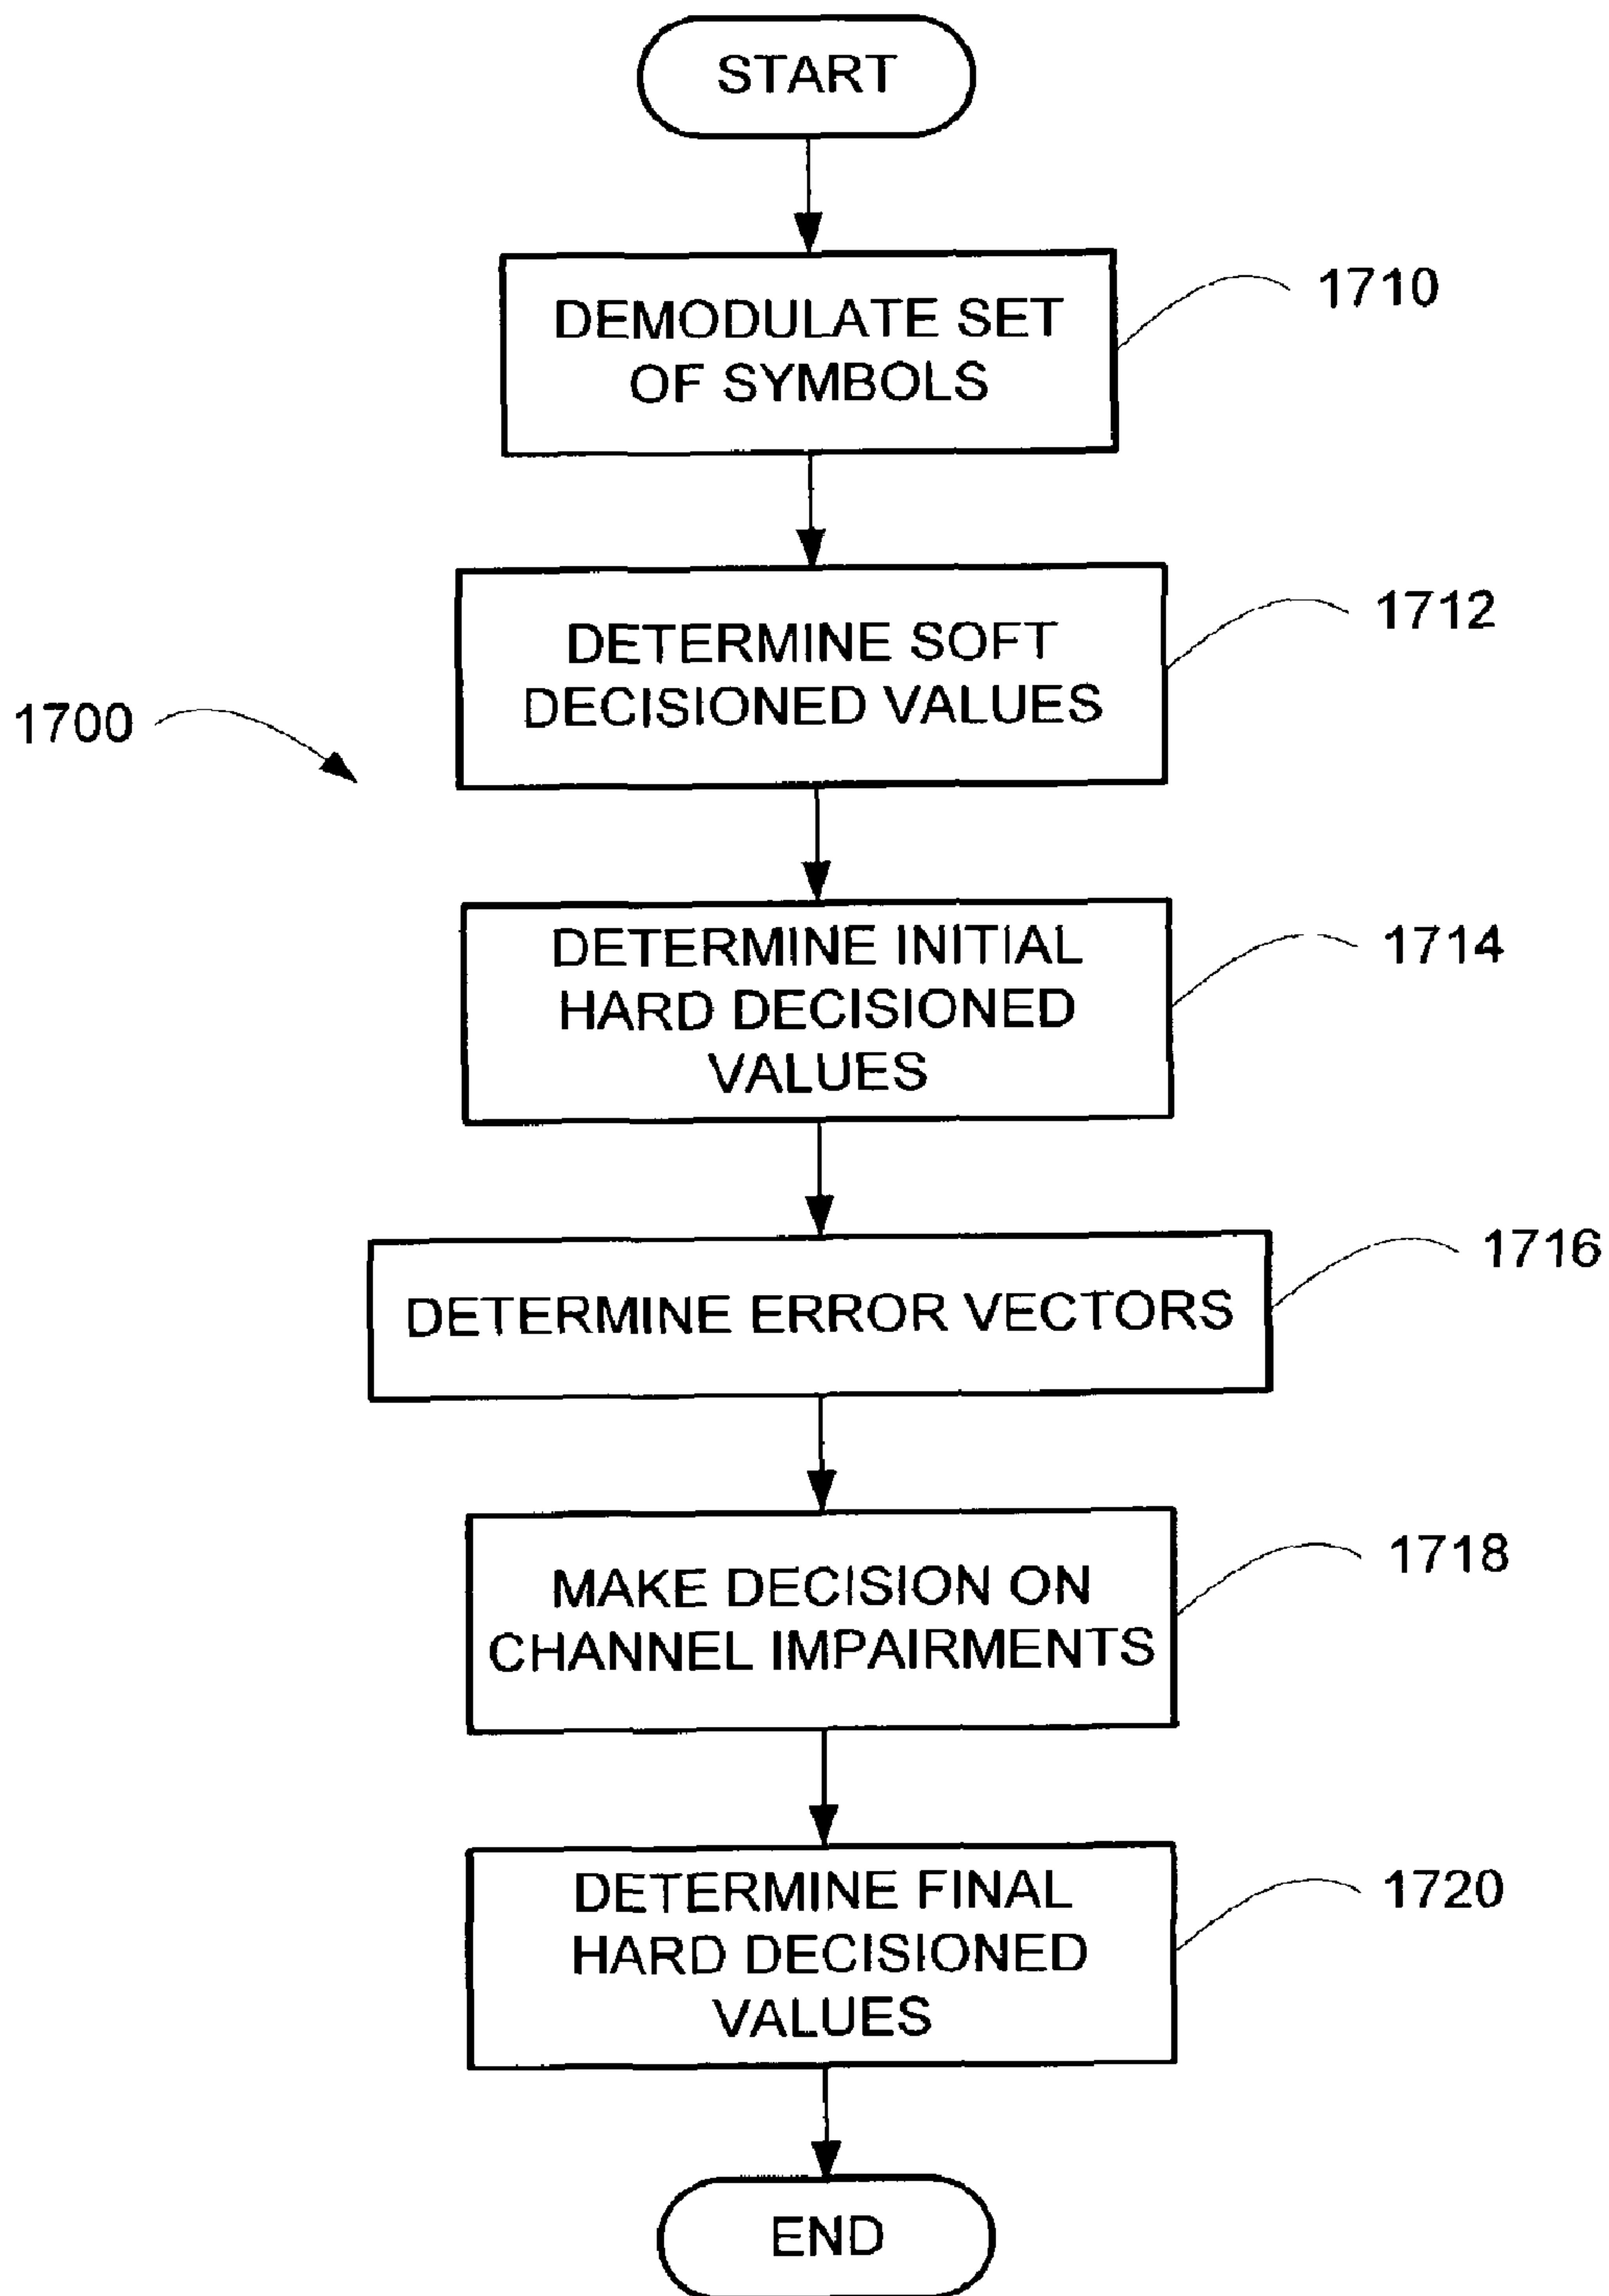 START
DEMODULATE SET
OF SYMBOLS
1710
DETERMINE SOFT
DECISIONED VALUES
1712
1700
DETERMINE INITIAL
HARD DECISIONED
VALUES
1714
DETERMINE ERROR VECTORS
1716
MAKE DECISION ON
CHANNEL IMPAIRMENTS
1718
DETERMINE FINAL
HARD DECISIONED
VALUES
1720
END